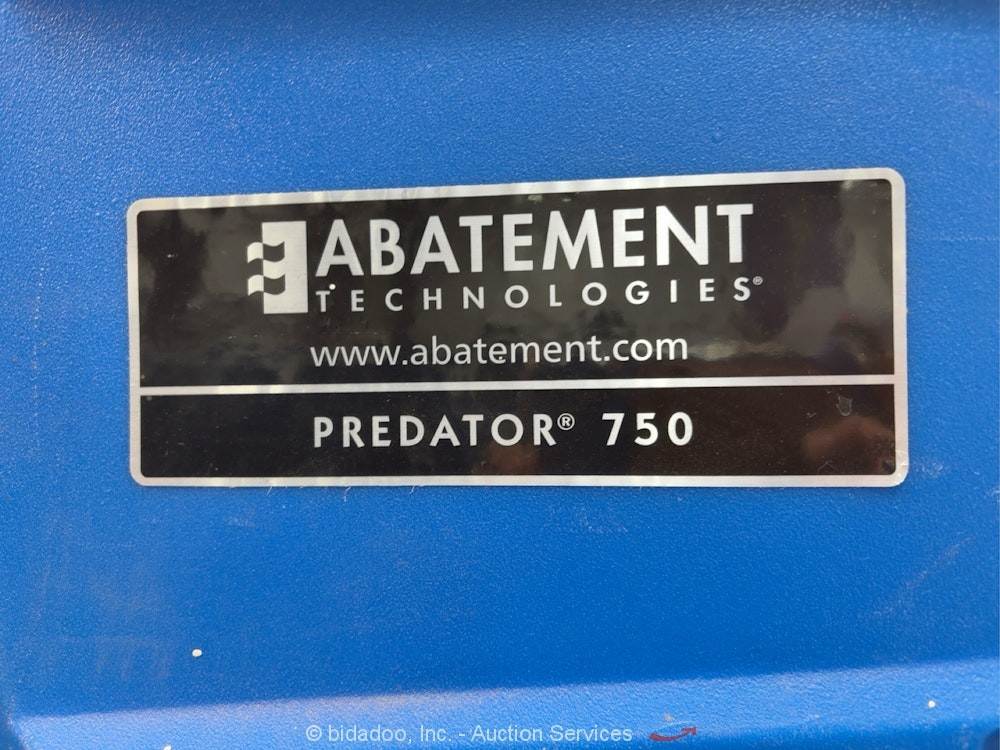 ABATEMENT
TECHNOLOGIES®
www.abatement.com
PREDATOR® 750
© bidadoo, Inc. - Auction Services